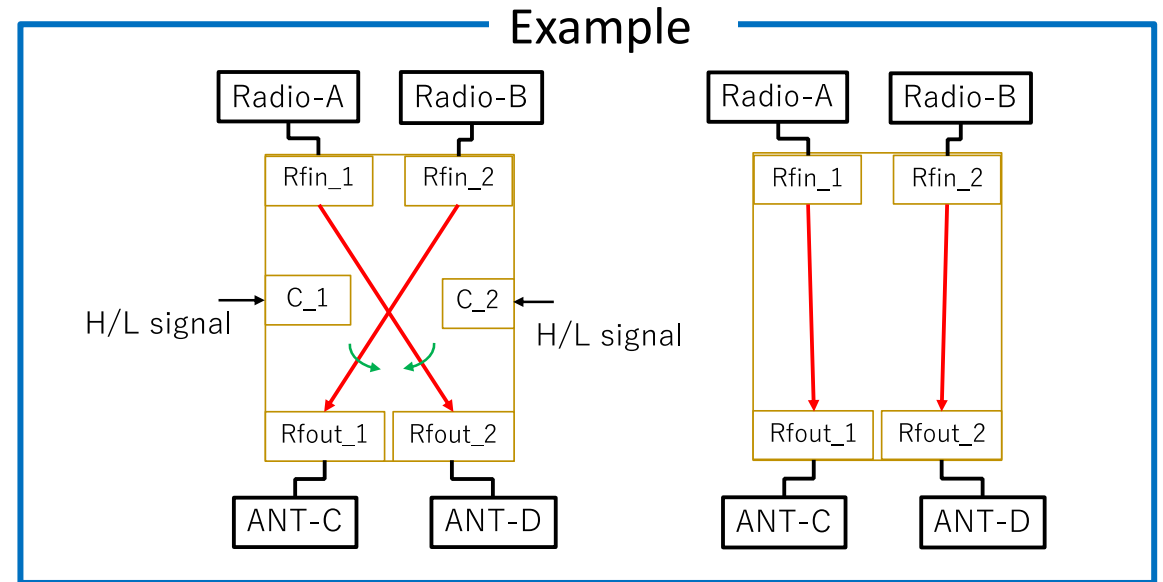 Example
Radio-A
Radio-B
Rfin_1
Rfin_2
C_1
C_2
H/L signal
H/L signal
Rfout_1
Rfout_2
ANT-C
ANT-D
Radio-A
Radio-B
Rfin_1
Rfin_2
Rfout_1
Rfout_2
ANT-C
ANT-D